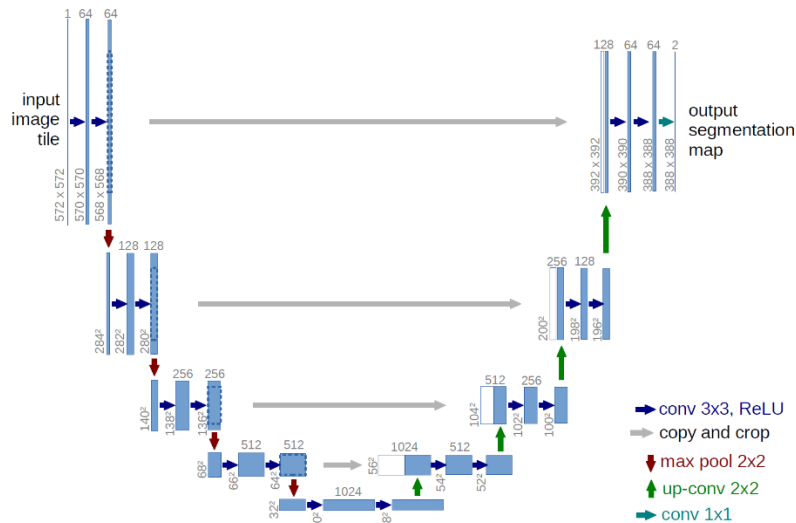 1 64 64
input
image
tile
572 x 572
570 x 570
568 x 568
128 64 64 2
output
segmentation
map
392 x 392
390 x 390
388 x 388
388 x 388
128 128
284²
282²
280²
256 128
200²
198²
196²
256 256
140²
138²
136²
512 256
104²
102²
100²
512 512
68²
66²
64²
1024 512
56²
54²
52²
1024
32²
0²
8²
conv 3x3, ReLU
copy and crop
max pool 2x2
up-conv 2x2
conv 1x1